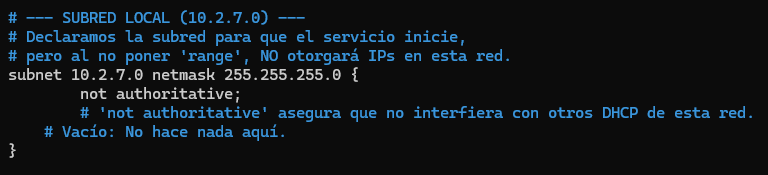 # --- SUBRED LOCAL (10.2.7.0) ---
# Declaramos la subred para que el servicio inicie,
# pero al no poner 'range', NO otorgará IPs en esta red.
subnet 10.2.7.0 netmask 255.255.255.0 {
        not authoritative;
        # 'not authoritative' asegura que no interfiera con otros DHCP de esta red.
    # Vacío: No hace nada aquí.
}